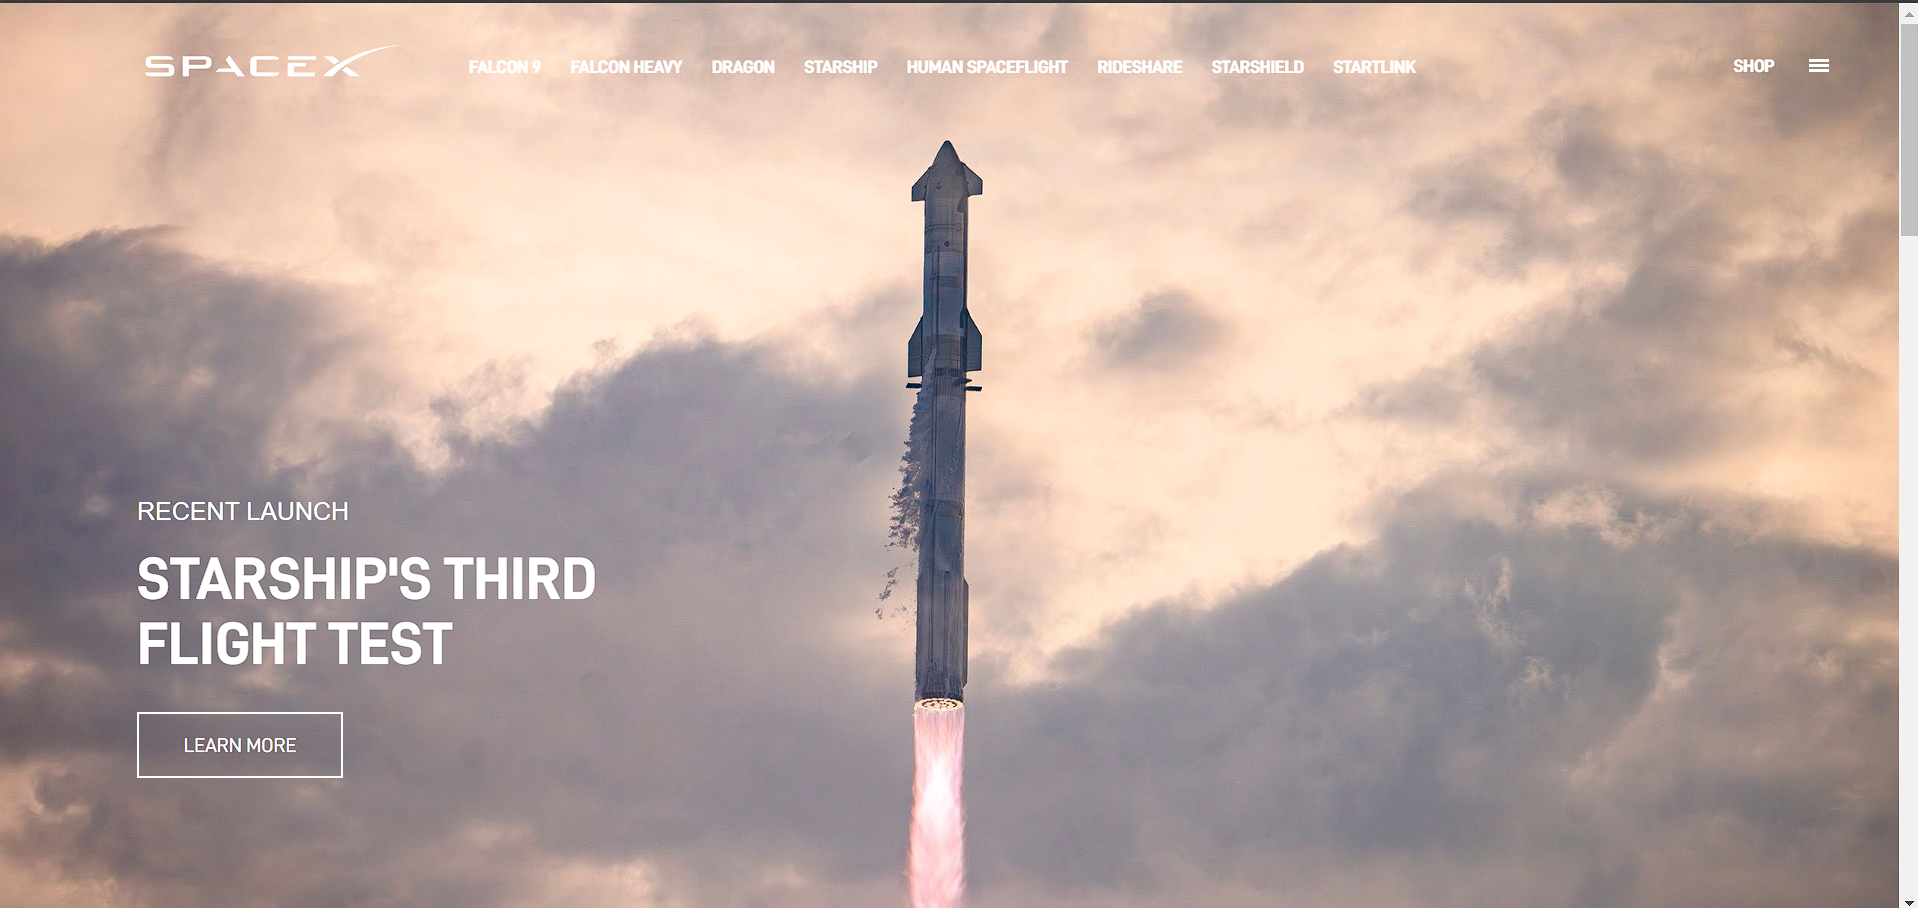 SPACEX FALCON 9 FALCON HEAVY DRAGON STARSHIP HUMAN SPACEFLIGHT RIDESHARE STARSHIELD STARTLINK SHOP
RECENT LAUNCH
STARSHIP'S THIRD
FLIGHT TEST
LEARN MORE